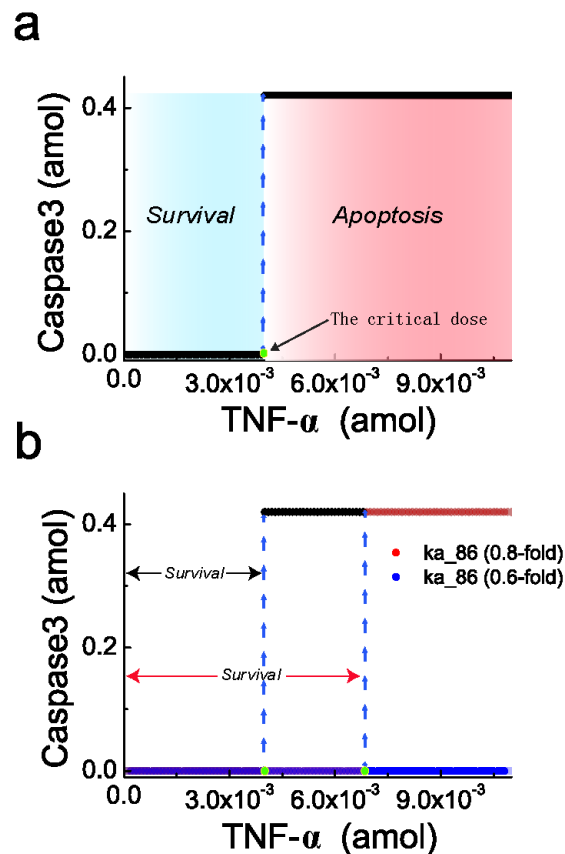 a
Caspase3 (amol)
0.4
0.2
0.0
Survival
Apoptosis
The critical dose
0.0
3.0x10⁻³
6.0x10⁻³
9.0x10⁻³
TNF-α (amol)
b
Caspase3 (amol)
0.4
0.2
0.0
Survival
Survival
ka_86 (0.8-fold)
ka_86 (0.6-fold)
0.0
3.0x10⁻³
6.0x10⁻³
9.0x10⁻³
TNF-α (amol)